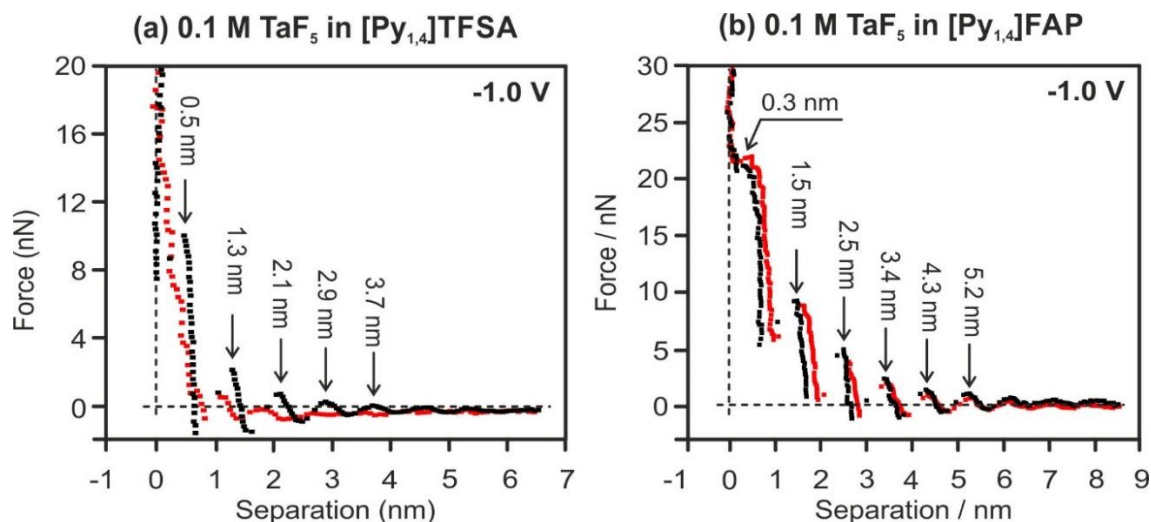 (a) 0.1 M TaF₅ in [Py₁,₄]TFSA
20
16
12
8
4
0
-1 0 1 2 3 4 5 6 7
Force (nN)
Separation (nm)
-1.0 V
0.5 nm
1.3 nm
2.1 nm
2.9 nm
3.7 nm
(b) 0.1 M TaF₅ in [Py₁,₄]FAP
30
25
20
15
10
5
0
-1 0 1 2 3 4 5 6 7 8 9
Force / nN
Separation / nm
-1.0 V
0.3 nm
1.5 nm
2.5 nm
3.4 nm
4.3 nm
5.2 nm